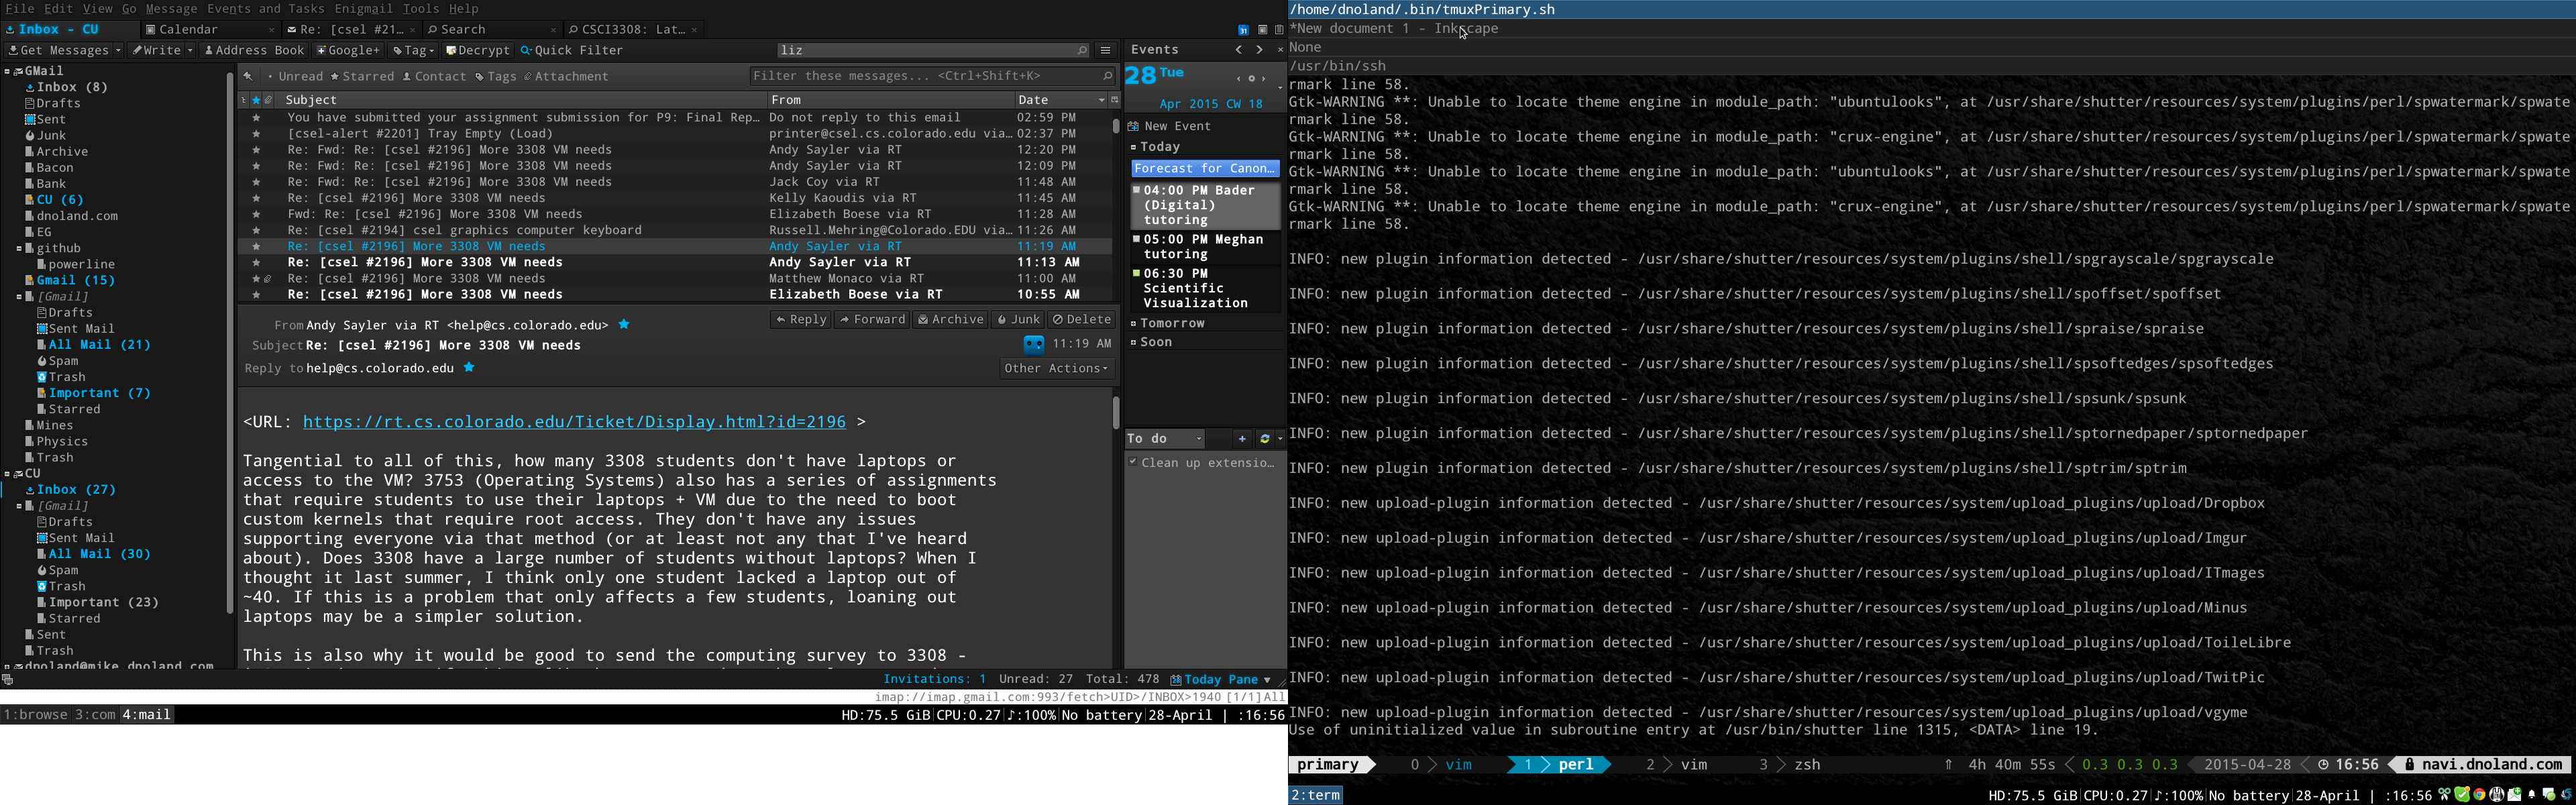 File Edit View Go Message Events and Tasks Enigmail Tools Help
Inbox - CU
Calendar
Re: [csel #21...
Search
CSCI3308: Lat...
Get Messages Write Address Book Google+ Tag Decrypt Quick Filter
liz
Unread Starred Contact Tags Attachment
Filter these messages... <Ctrl+Shift+K>
GMail
Inbox (8)
Drafts
Sent
Junk
Archive
Bacon
Bank
CU (6)
dnoland.com
EG
github
powerline
Gmail (15)
[Gmail]
Drafts
Sent Mail
All Mail (21)
Spam
Trash
Important (7)
Starred
Mines
Physics
Trash
CU
Inbox (27)
[Gmail]
Drafts
Sent Mail
All Mail (30)
Spam
Trash
Important (23)
Starred
Sent
Trash
dnoland@mike.dnoland.com
Subject From Date
You have submitted your assignment submission for P9: Final Rep... Do not reply to this email 02:59 PM
[csel-alert #2201] Tray Empty (Load) printer@csel.cs.colorado.edu via... 02:37 PM
Re: Fwd: Re: [csel #2196] More 3308 VM needs Andy Sayler via RT 12:20 PM
Re: Fwd: Re: [csel #2196] More 3308 VM needs Andy Sayler via RT 12:09 PM
Re: Fwd: Re: [csel #2196] More 3308 VM needs Jack Coy via RT 11:48 AM
Re: [csel #2196] More 3308 VM needs Kelly Kaoudis via RT 11:45 AM
Fwd: Re: [csel #2196] More 3308 VM needs Elizabeth Boese via RT 11:28 AM
Re: [csel #2194] csel graphics computer keyboard Russell.Mehring@Colorado.EDU via... 11:26 AM
Re: [csel #2196] More 3308 VM needs Andy Sayler via RT 11:19 AM
Re: [csel #2196] More 3308 VM needs Andy Sayler via RT 11:13 AM
Re: [csel #2196] More 3308 VM needs Matthew Monaco via RT 11:00 AM
Re: [csel #2196] More 3308 VM needs Elizabeth Boese via RT 10:55 AM
From Andy Sayler via RT <help@cs.colorado.edu>
Reply Forward Archive Junk Delete
Subject Re: [csel #2196] More 3308 VM needs
11:19 AM
Reply to help@cs.colorado.edu
Other Actions
<URL: https://rt.cs.colorado.edu/Ticket/Display.html?id=2196 >
Tangential to all of this, how many 3308 students don't have laptops or
access to the VM? 3753 (Operating Systems) also has a series of assignments
that require students to use their laptops + VM due to the need to boot
custom kernels that require root access. They don't have any issues
supporting everyone via that method (or at least not any that I've heard
about). Does 3308 have a large number of students without laptops? When I
thought it last summer, I think only one student lacked a laptop out of
~40. If this is a problem that only affects a few students, loaning out
laptops may be a simpler solution.
This is also why it would be good to send the computing survey to 3308 -
Events
28 Tue
Apr 2015 CW 18
New Event
Today
Forecast for Canon...
04:00 PM Bader
(Digital)
tutoring
05:00 PM Meghan
tutoring
06:30 PM
Scientific
Visualization
Tomorrow
Soon
To do
Clean up extensio...
Invitations: 1 Unread: 27 Total: 478 Today Pane
imap://imap.gmail.com:993/fetch>UID>/INBOX>1940 [1/1]All
1:browse 3:com 4:mail
HD:75.5 GiB|CPU:0.27|♪:100%|No battery|28-April | :16:56
/home/dnoland/.bin/tmuxPrimary.sh
*New document 1 - Inkscape
None
/usr/bin/ssh
rmark line 58.
Gtk-WARNING **: Unable to locate theme engine in module_path: "ubuntulooks", at /usr/share/shutter/resources/system/plugins/perl/spwatermark/spwate
rmark line 58.
Gtk-WARNING **: Unable to locate theme engine in module_path: "crux-engine", at /usr/share/shutter/resources/system/plugins/perl/spwatermark/spwate
rmark line 58.
Gtk-WARNING **: Unable to locate theme engine in module_path: "ubuntulooks", at /usr/share/shutter/resources/system/plugins/perl/spwatermark/spwate
rmark line 58.
Gtk-WARNING **: Unable to locate theme engine in module_path: "crux-engine", at /usr/share/shutter/resources/system/plugins/perl/spwatermark/spwate
rmark line 58.
INFO: new plugin information detected - /usr/share/shutter/resources/system/plugins/shell/spgrayscale/spgrayscale
INFO: new plugin information detected - /usr/share/shutter/resources/system/plugins/shell/spoffset/spoffset
INFO: new plugin information detected - /usr/share/shutter/resources/system/plugins/shell/spraise/spraise
INFO: new plugin information detected - /usr/share/shutter/resources/system/plugins/shell/spsoftedges/spsoftedges
INFO: new plugin information detected - /usr/share/shutter/resources/system/plugins/shell/spsunk/spsunk
INFO: new plugin information detected - /usr/share/shutter/resources/system/plugins/shell/sptornedpaper/sptornedpaper
INFO: new plugin information detected - /usr/share/shutter/resources/system/plugins/shell/sptrim/sptrim
INFO: new upload-plugin information detected - /usr/share/shutter/resources/system/upload_plugins/upload/Dropbox
INFO: new upload-plugin information detected - /usr/share/shutter/resources/system/upload_plugins/upload/Imgur
INFO: new upload-plugin information detected - /usr/share/shutter/resources/system/upload_plugins/upload/ITmages
INFO: new upload-plugin information detected - /usr/share/shutter/resources/system/upload_plugins/upload/Minus
INFO: new upload-plugin information detected - /usr/share/shutter/resources/system/upload_plugins/upload/ToileLibre
INFO: new upload-plugin information detected - /usr/share/shutter/resources/system/upload_plugins/upload/TwitPic
INFO: new upload-plugin information detected - /usr/share/shutter/resources/system/upload_plugins/upload/vgyme
Use of uninitialized value in subroutine entry at /usr/bin/shutter line 1315, <DATA> line 19.
primary 0 vim 1 perl 2 vim 3 zsh ⇑ 4h 40m 55s 0.3 0.3 0.3 2015-04-28 16:56 navi.dnoland.com
2:term
HD:75.5 GiB|CPU:0.27|♪:100%|No battery|28-April | :16:56